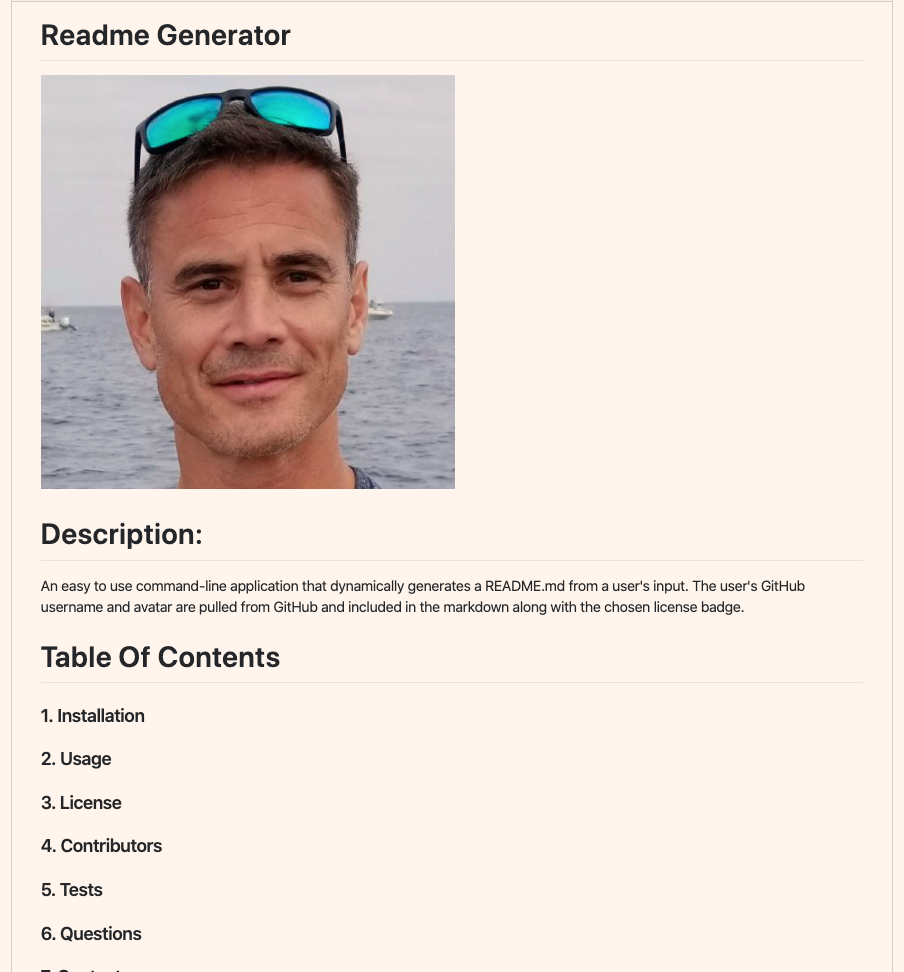 Readme Generator
Description:
An easy to use command-line application that dynamically generates a README.md from a user's input. The user's GitHub
username and avatar are pulled from GitHub and included in the markdown along with the chosen license badge.
Table Of Contents
1. Installation
2. Usage
3. License
4. Contributors
5. Tests
6. Questions